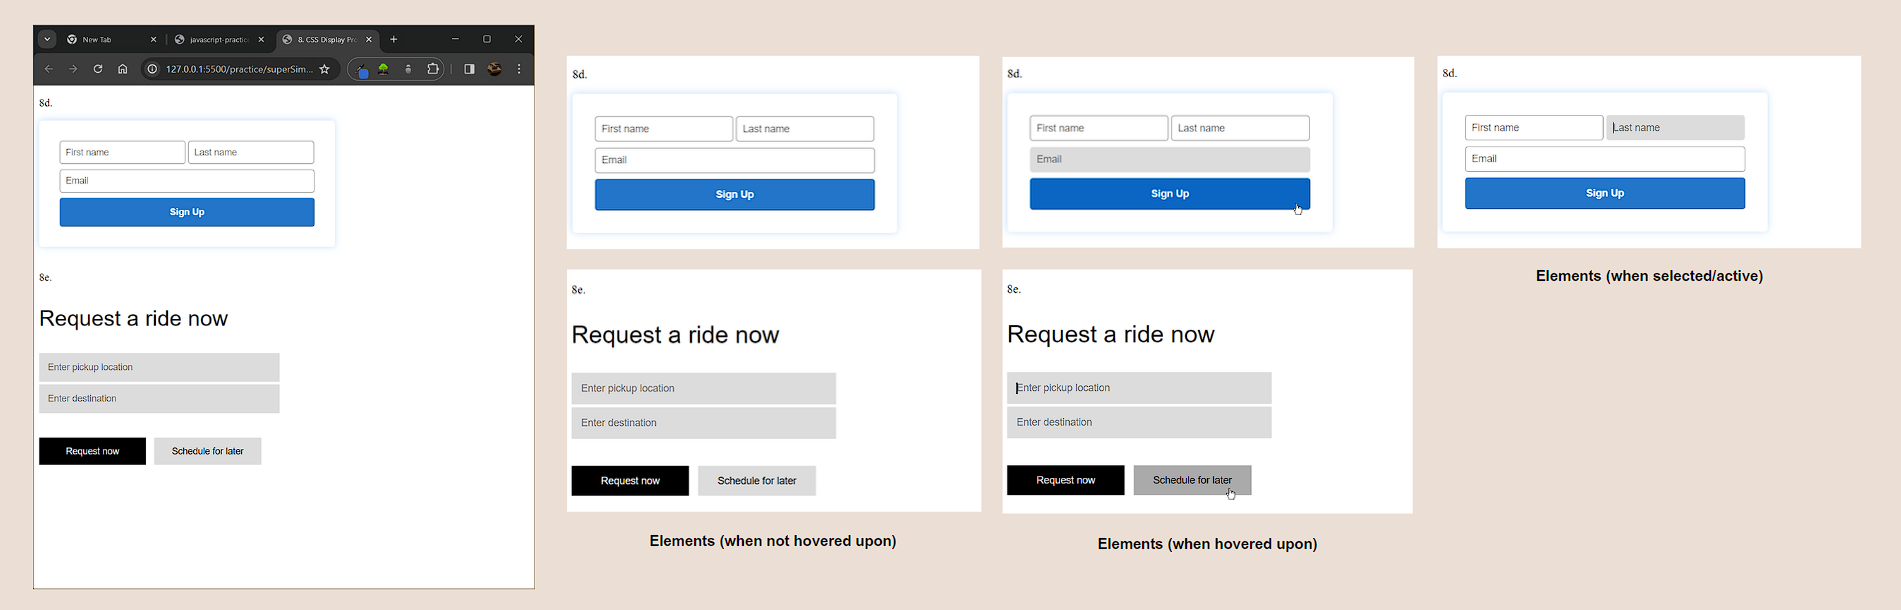 New Tab
javascript-practic
8. CSS Display Pr
127.0.0.1:5500/practice/superSim...
8d.
First name
Last name
Email
Sign Up
8e.
Request a ride now
Enter pickup location
Enter destination
Request now
Schedule for later
8d.
First name
Last name
Email
Sign Up
8e.
Request a ride now
Enter pickup location
Enter destination
Request now
Schedule for later
Elements (when not hovered upon)
8d.
First name
Last name
Email
Sign Up
8e.
Request a ride now
Enter pickup location
Enter destination
Request now
Schedule for later
Elements (when hovered upon)
8d.
First name
Last name
Email
Sign Up
Elements (when selected/active)